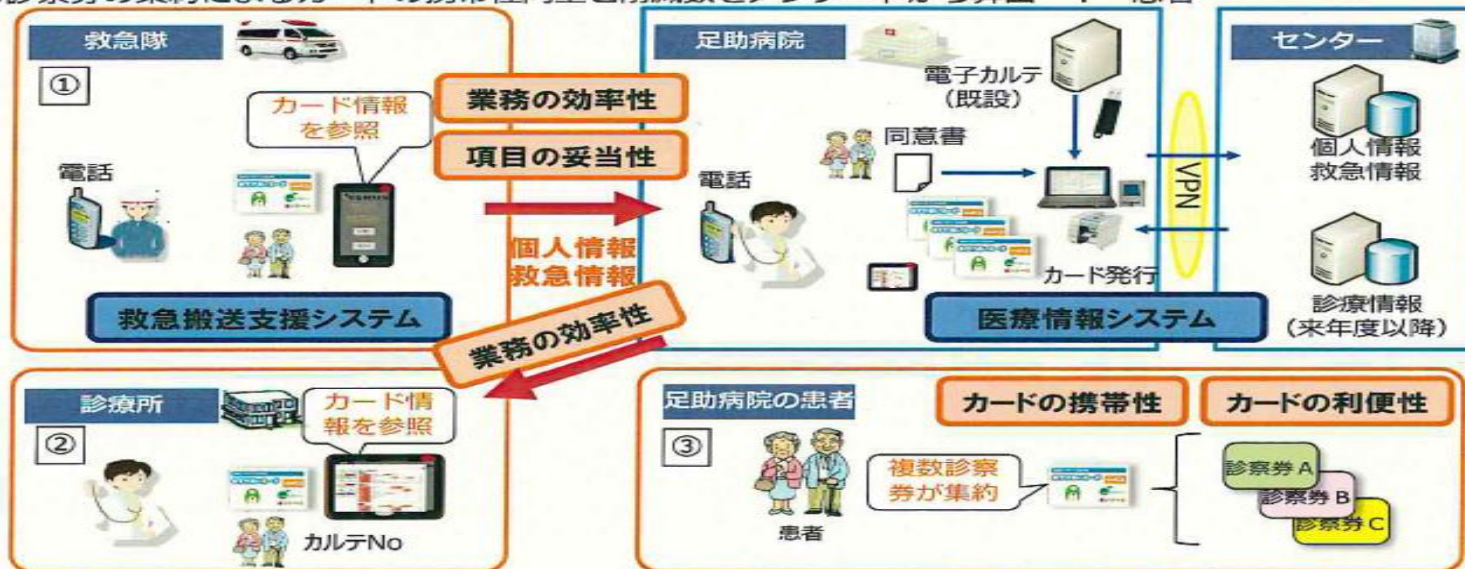 救急隊
①
カード情報
を参照
電話
業務の効率性
項目の妥当性
個人情報
救急情報
救急搬送支援システム
足助病院
電子カルテ
(既設)
同意書
電話
カード発行
医療情報システム
VPN
センター
個人情報
救急情報
診療情報
(来年度以降)
業務の効率性
診療所
②
カード情
報を参照
カルテNo
足助病院の患者
③
カードの携帯性
カードの利便性
複数診察
券が集約
患者
診察券 A
診察券 B
診察券 C